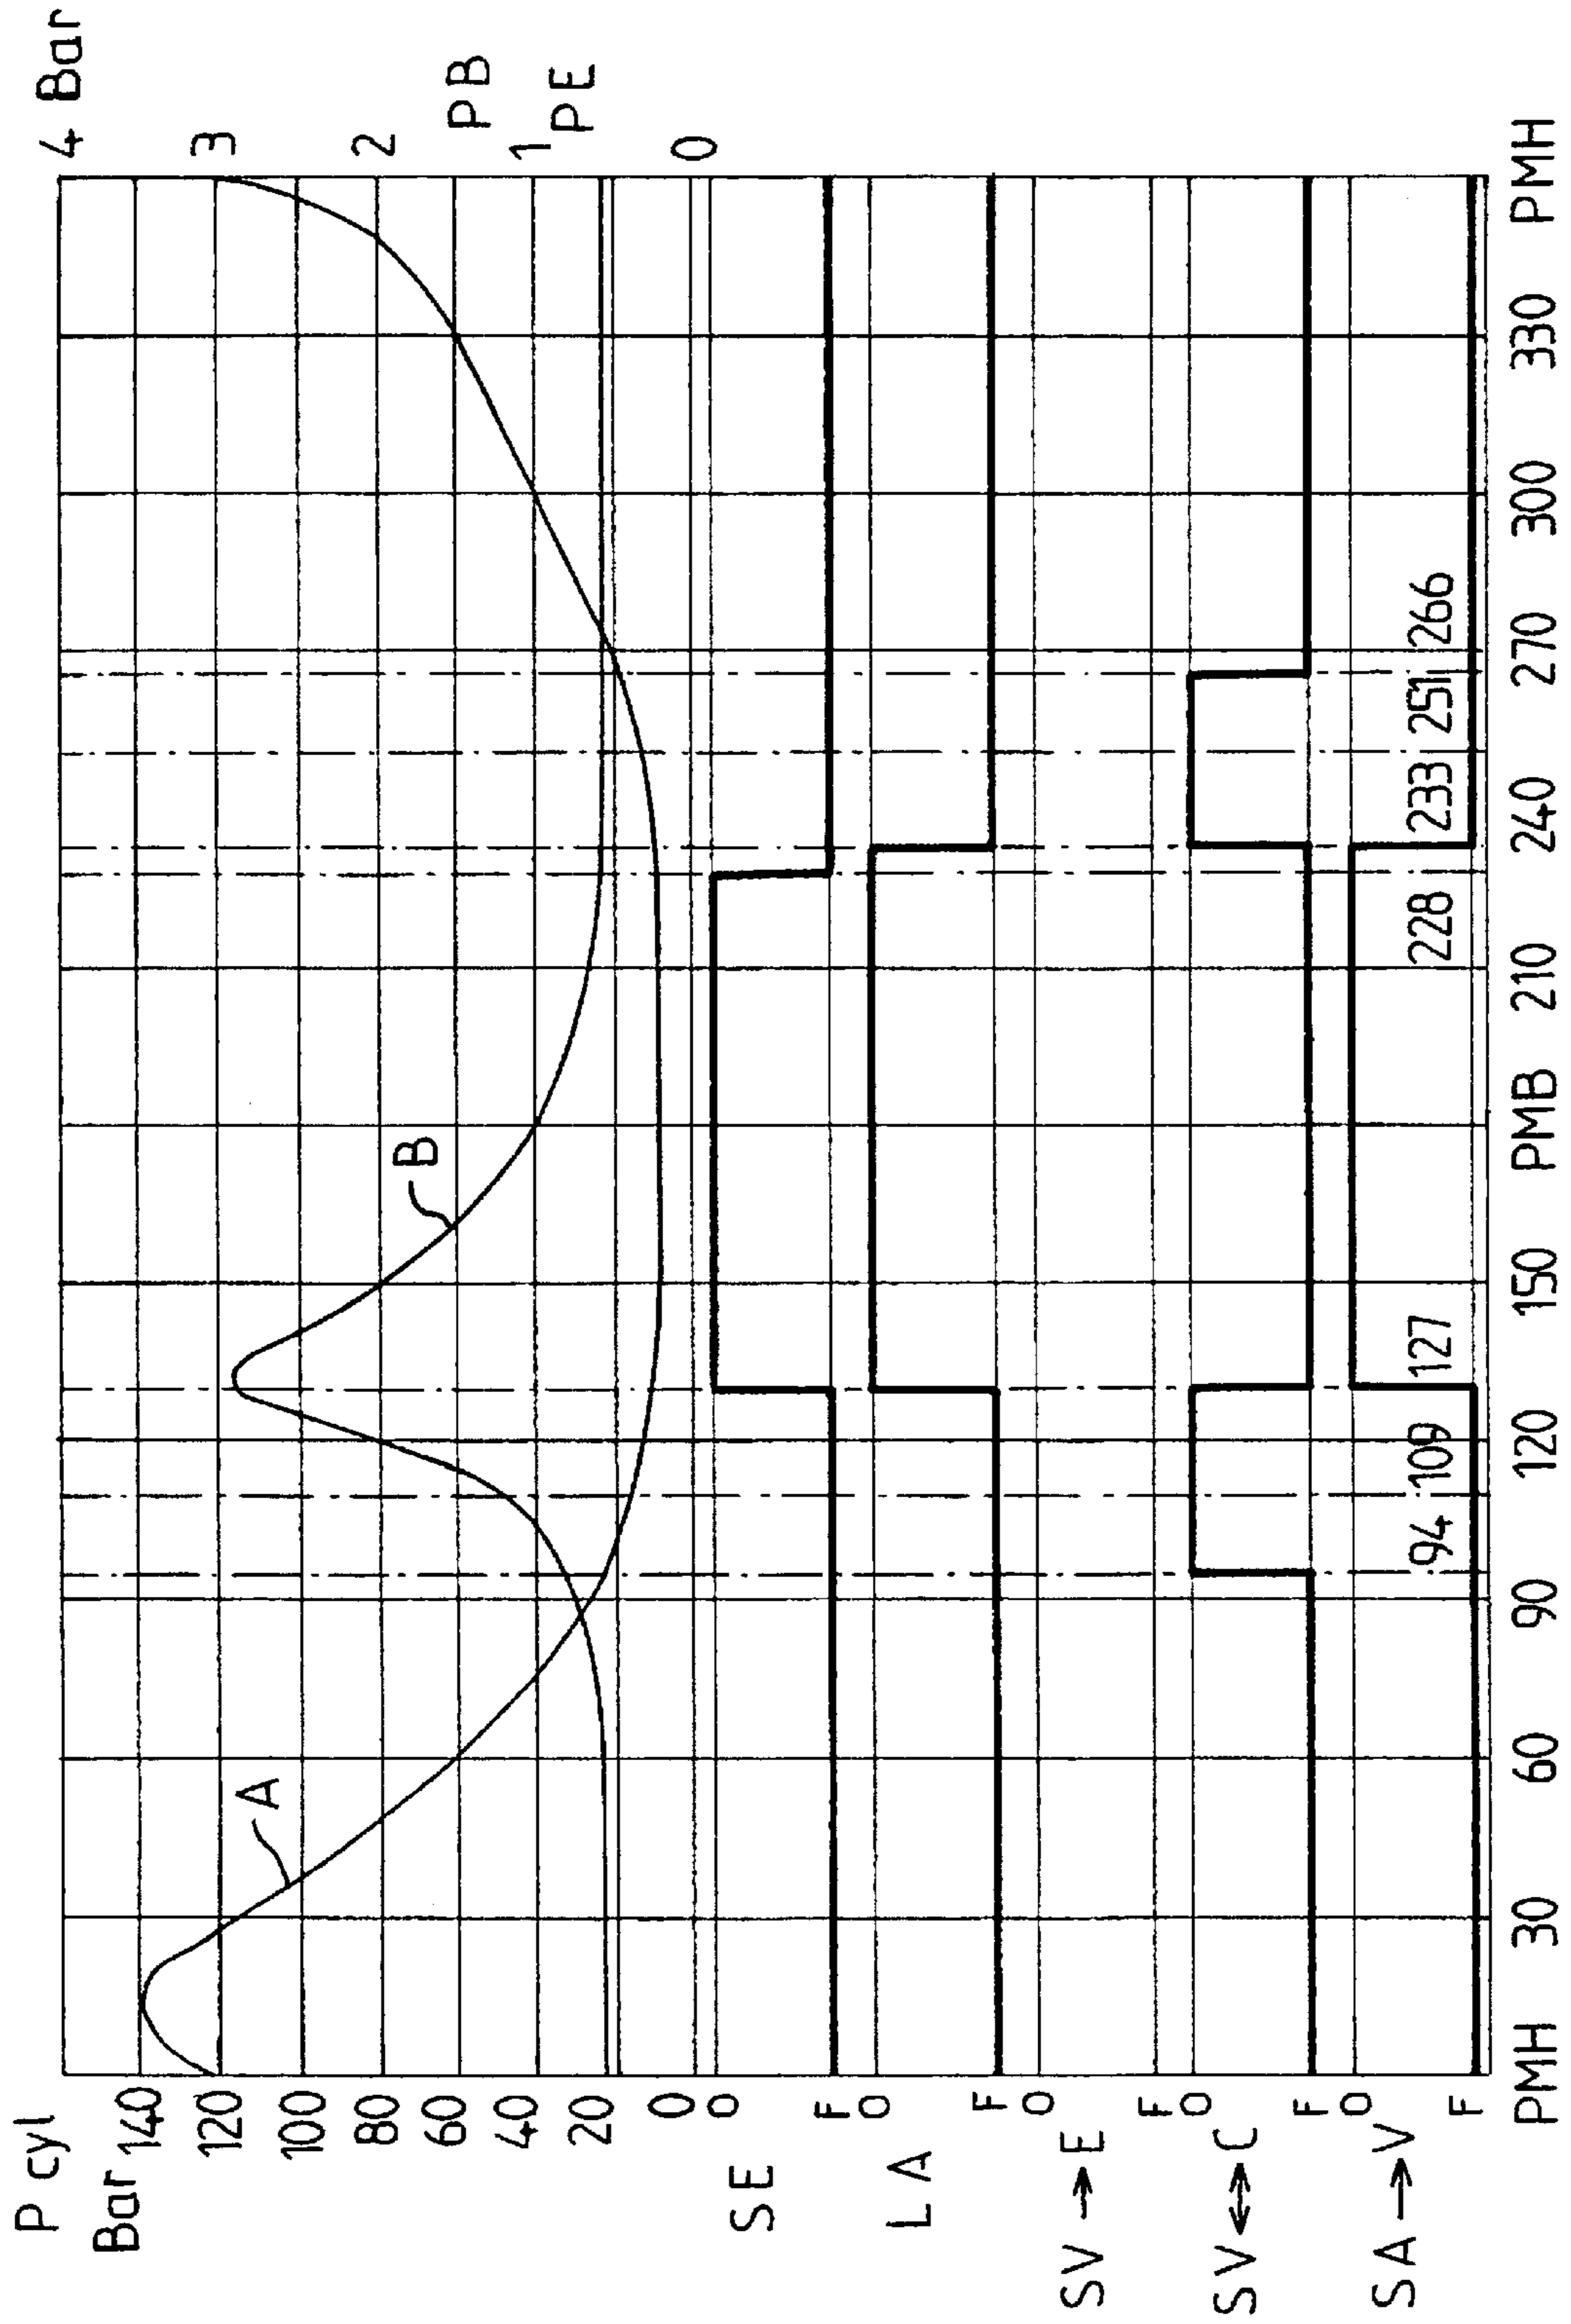 P cyl
Bar
140
120
100
80
60
40
20
0
4 Bar
3
2
PB
1
PE
0
A
B
SE
O
F
LA
O
F
SV → E
O
F
SV ↔ C
O
F
SA → V
O
F
94 109 127 228 233 251 266
PMH 30 60 90 120 150 PMB 210 240 270 300 330 PMH